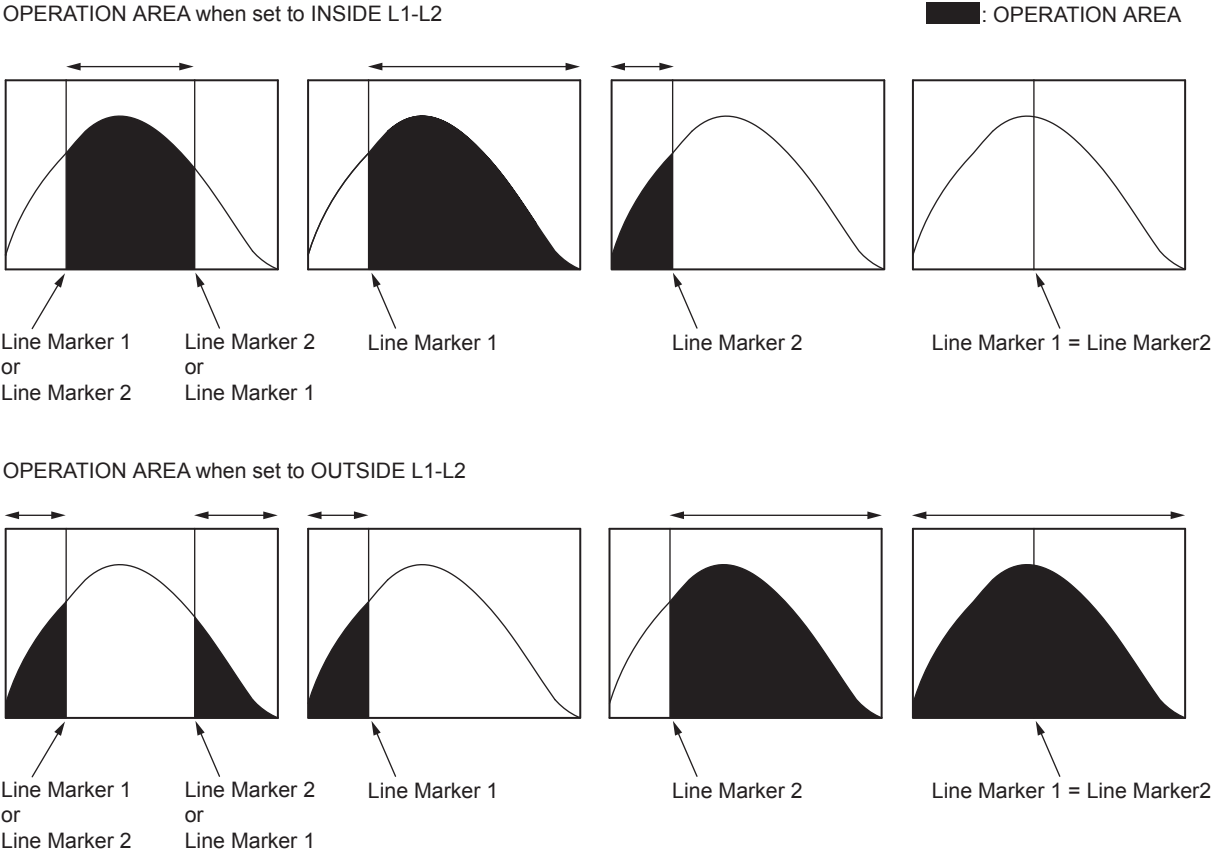 OPERATION AREA when set to INSIDE L1-L2
: OPERATION AREA
Line Marker 1
or
Line Marker 2
Line Marker 2
or
Line Marker 1
Line Marker 1
Line Marker 2
Line Marker 1 = Line Marker2
OPERATION AREA when set to OUTSIDE L1-L2
Line Marker 1
or
Line Marker 2
Line Marker 2
or
Line Marker 1
Line Marker 1
Line Marker 2
Line Marker 1 = Line Marker2